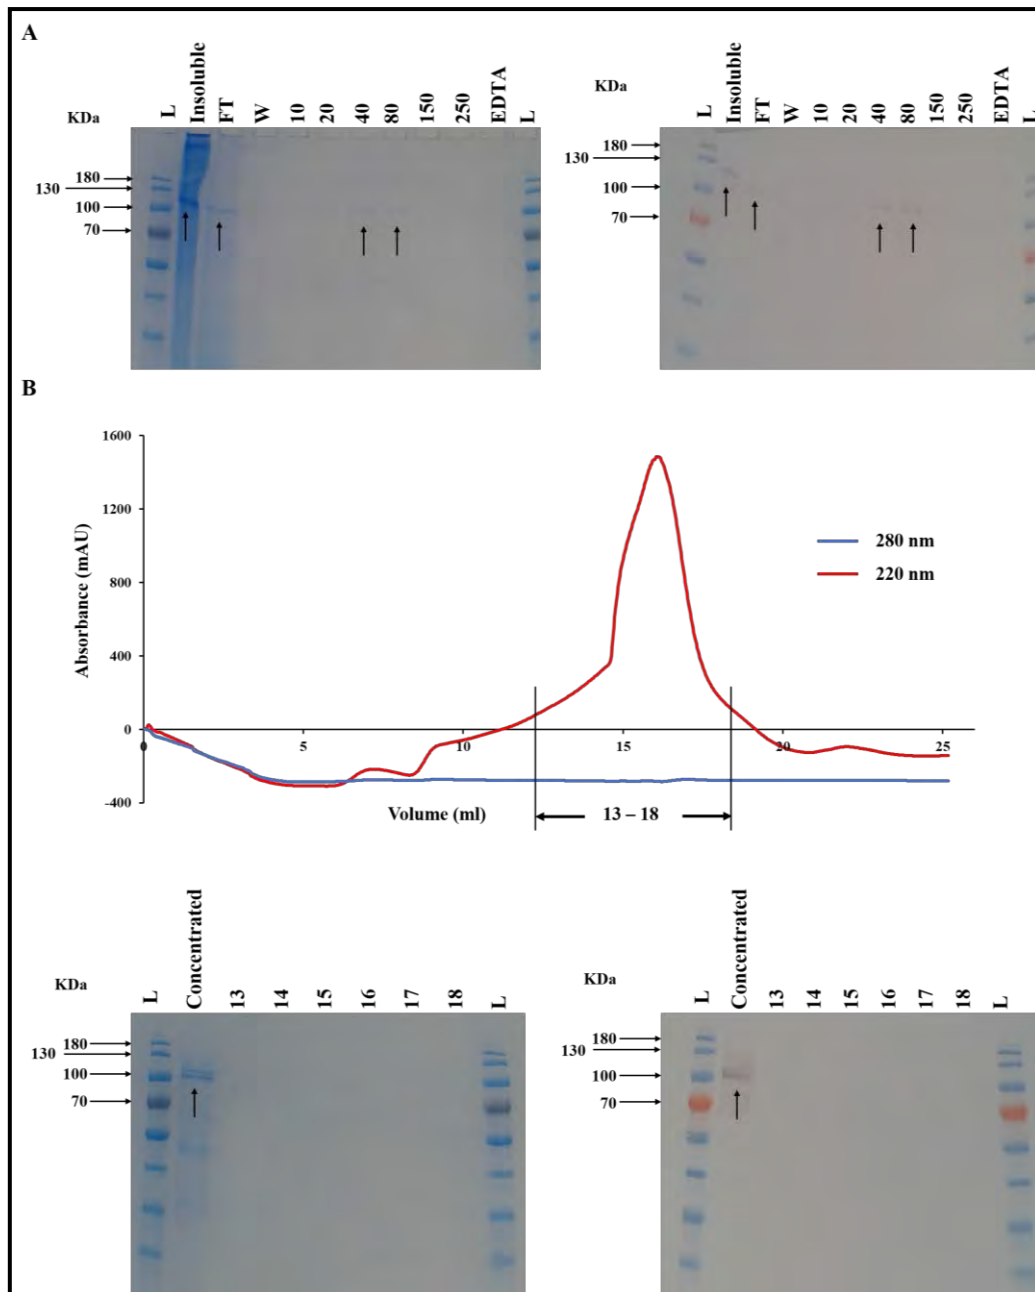 A
KDa
L
Insoluble
FT
W
10
20
40
80
150
250
EDTA
L
180
130
100
70
KDa
L
Insoluble
FT
W
10
20
40
80
150
250
EDTA
L
180
130
100
70
B
Absorbance (mAU)
1600
1200
800
400
0
-400
0
5
10
15
20
25
280 nm
220 nm
Volume (ml)
13 – 18
KDa
L
Concentrated
13
14
15
16
17
18
L
180
130
100
70
KDa
L
Concentrated
13
14
15
16
17
18
L
180
130
100
70